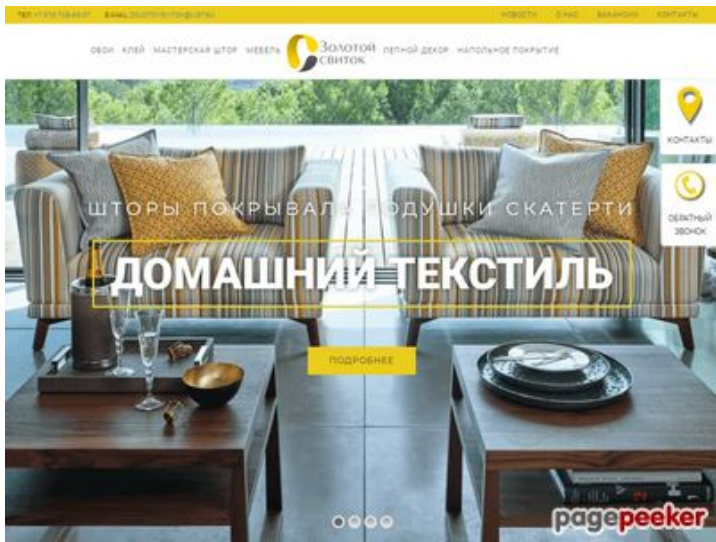 НОВОСТИ О НАС ВАКАНСИИ КОНТАКТЫ
ОБОИ КЛЕЙ МАСТЕРСКАЯ ШТОР МЕБЕЛЬ ЗОЛОТОЙ СВИТОК ЛЕПНОЙ ДЕКОР НАПОЛЬНОЕ ПОКРЫТИЕ
КОНТАКТЫ
ОБРАТНЫЙ
ЗВОНОК
ШТОРЫ ПОКРЫВАЛА ПОДУШКИ СКАТЕРТИ
ДОМАШНИЙ ТЕКСТИЛЬ
ПОДРОБНЕЕ
pagepeeker